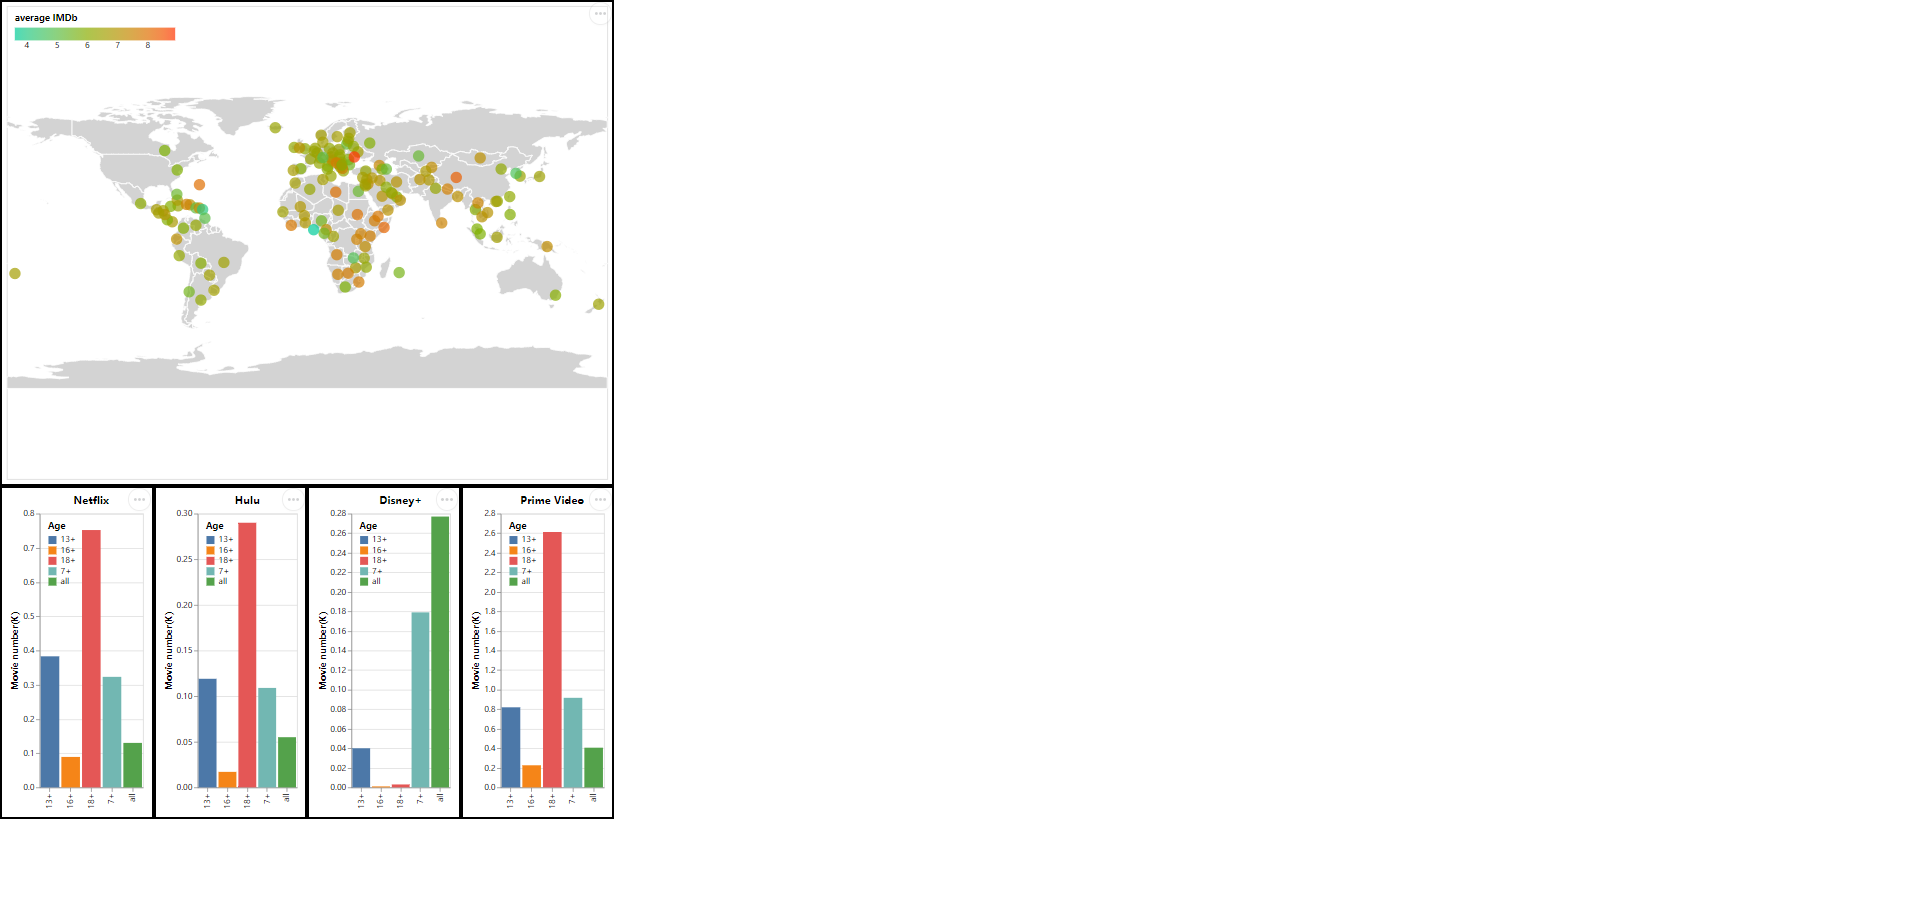 average IMDb
4 5 6 7 8
Netflix
Movie number(K)
0.8
0.7
0.6
0.5
0.4
0.3
0.2
0.1
0.0
Age
13+
16+
18+
7+
all
13+ 16+ 18+ 7+ all
Hulu
Movie number(K)
0.30
0.25
0.20
0.15
0.10
0.05
0.00
Age
13+
16+
18+
7+
all
13+ 16+ 18+ 7+ all
Disney+
Movie number(K)
0.28
0.26
0.24
0.22
0.20
0.18
0.16
0.14
0.12
0.10
0.08
0.06
0.04
0.02
0.00
Age
13+
16+
18+
7+
all
13+ 16+ 18+ 7+ all
Prime Video
Movie number(K)
2.8
2.6
2.4
2.2
2.0
1.8
1.6
1.4
1.2
1.0
0.8
0.6
0.4
0.2
0.0
Age
13+
16+
18+
7+
all
13+ 16+ 18+ 7+ all